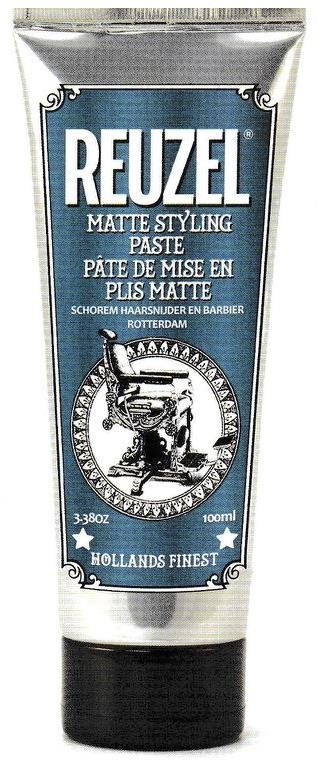 REUZEL®
MATTE STYLING
PASTE
PÂTE DE MISE EN
PLIS MATTE
SCHOREM HAARSNIJDER EN BARBIER
ROTTERDAM
3.38OZ 100ml
HOLLANDS FINEST